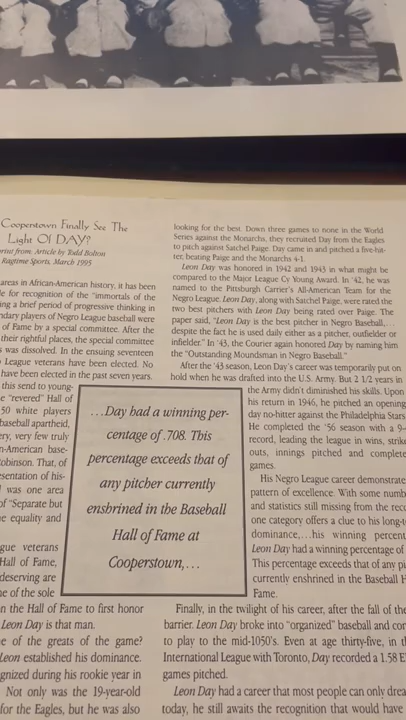 Cooperstown Finally See The
Light Of DAY?
from: Article by Todd Bolton
Ragtime Sports, March 1995
areas in African-American history, it has been
for recognition of the "immortals of the
ing a brief period of progressive thinking in
ndary players of Negro League baseball were
of Fame by a special committee. After the
their rightful places, the special committee
was dissolved. In the ensuing seventeen
League veterans have been elected. No
have been elected in the past seven years.
this send to young-
e "revered" Hall of
50 white players
baseball apartheid,
ery, very few truly
n-American base-
obinson. That, of
sentation of his-
was one area
of "Separate but
e equality and
gue veterans
Hall of Fame,
deserving are
e of the sole
n the Hall of Fame to first honor
Leon Day is that man.
e of the greats of the game?
Leon established his dominance.
gnized during his rookie year in
Not only was the 19-year-old
for the Eagles, but he was also
...Day had a winning per-
centage of .708. This
percentage exceeds that of
any pitcher currently
enshrined in the Baseball
Hall of Fame at
Cooperstown,...
looking for the best. Down three games to none in the World
Series against the Monarchs, they recruited Day from the Eagles
to pitch against Satchel Paige. Day came in and pitched a five-hit-
ter, beating Paige and the Monarchs 4-1.
Leon Day was honored in 1942 and 1943 in what might be
compared to the Major League Cy Young Award. In '42, he was
named to the Pittsburgh Carrier's All-American Team for the
Negro League. Leon Day, along with Satchel Paige, were rated the
two best pitchers with Leon Day being rated over Paige. The
paper said, "Leon Day is the best pitcher in Negro Baseball,...
despite the fact he is used daily either as a pitcher, outfielder or
infielder." In '43, the Courier again honored Day by naming him
the "Outstanding Moundsman in Negro Baseball."
After the '43 season, Leon Day's career was temporarily put on
hold when he was drafted into the U.S. Army. But 2 1/2 years in
the Army didn't diminished his skills. Upon
his return in 1946, he pitched an opening
day no-hitter against the Philadelphia Stars
He completed the '56 season with a 9-
record, leading the league in wins, strike
outs, innings pitched and complete
games.
His Negro League career demonstrate
pattern of excellence. With some numb
and statistics still missing from the reco
one category offers a clue to his long-t
dominance,...his winning percent
Leon Day had a winning percentage of
This percentage exceeds that of any pi
currently enshrined in the Baseball H
Fame.
Finally, in the twilight of his career, after the fall of the
barrier. Leon Day broke into "organized" baseball and con
to play to the mid-1050's. Even at age thirty-five, in th
International League with Toronto, Day recorded a 1.58 E
games pitched.
Leon Day had a career that most people can only drea
today, he still awaits the recognition that would have